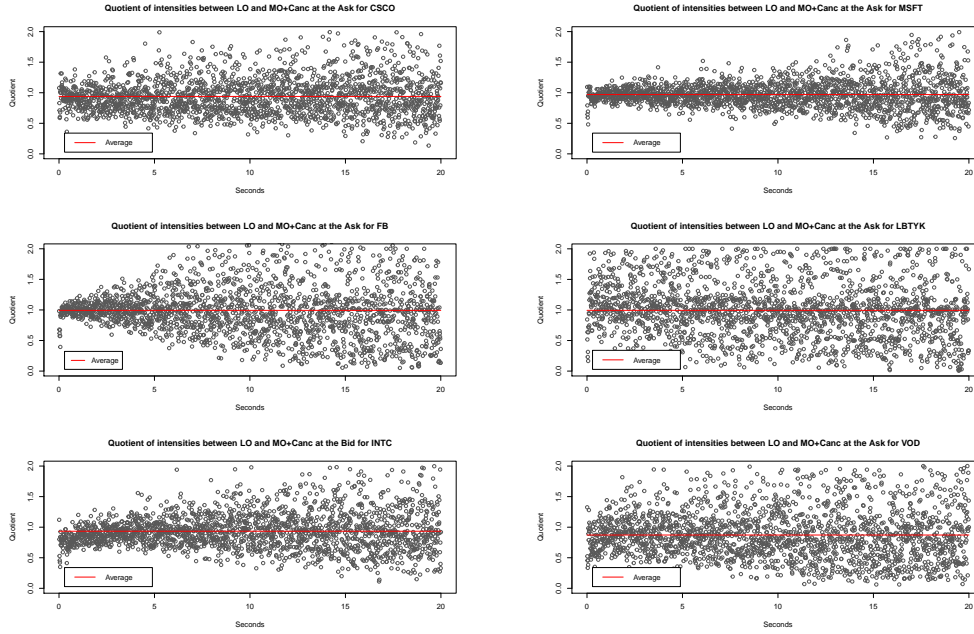 Quotient of intensities between LO and MO+Canc at the Ask for CSCO
Quotient
2.0
1.5
1.0
0.5
0.0
Average
0 5 10 15 20
Seconds
Quotient of intensities between LO and MO+Canc at the Ask for MSFT
Quotient
2.0
1.5
1.0
0.5
0.0
Average
0 5 10 15 20
Seconds
Quotient of intensities between LO and MO+Canc at the Ask for FB
Quotient
2.0
1.5
1.0
0.5
0.0
Average
0 5 10 15 20
Seconds
Quotient of intensities between LO and MO+Canc at the Ask for LBTYK
Quotient
2.0
1.5
1.0
0.5
0.0
Average
0 5 10 15 20
Seconds
Quotient of intensities between LO and MO+Canc at the Bid for INTC
Quotient
2.0
1.5
1.0
0.5
0.0
Average
0 5 10 15 20
Seconds
Quotient of intensities between LO and MO+Canc at the Ask for VOD
Quotient
2.0
1.5
1.0
0.5
0.0
Average
0 5 10 15 20
Seconds